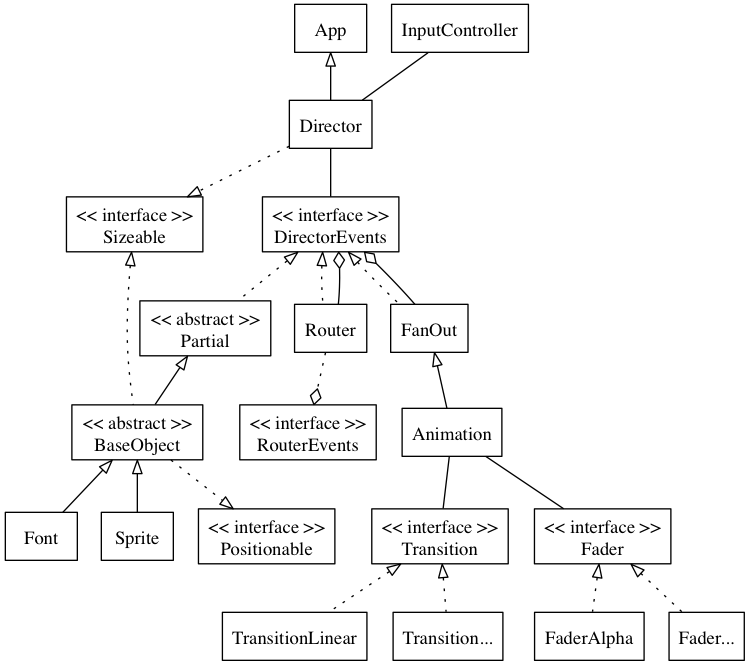 App
InputController
Director
<< interface >>
Sizeable
<< interface >>
DirectorEvents
<< abstract >>
Partial
Router
FanOut
<< abstract >>
BaseObject
<< interface >>
RouterEvents
Animation
Font
Sprite
<< interface >>
Positionable
<< interface >>
Transition
<< interface >>
Fader
TransitionLinear
Transition...
FaderAlpha
Fader...